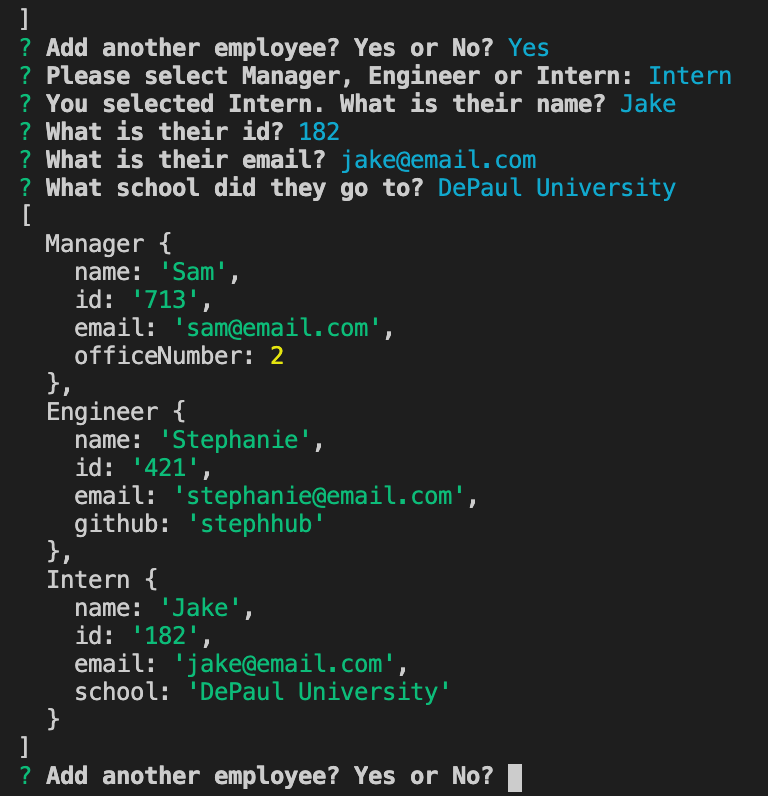 ]
? Add another employee? Yes or No? Yes
? Please select Manager, Engineer or Intern: Intern
? You selected Intern. What is their name? Jake
? What is their id? 182
? What is their email? jake@email.com
? What school did they go to? DePaul University
[
  Manager {
    name: 'Sam',
    id: '713',
    email: 'sam@email.com',
    officeNumber: 2
  },
  Engineer {
    name: 'Stephanie',
    id: '421',
    email: 'stephanie@email.com',
    github: 'stephhub'
  },
  Intern {
    name: 'Jake',
    id: '182',
    email: 'jake@email.com',
    school: 'DePaul University'
  }
]
? Add another employee? Yes or No?